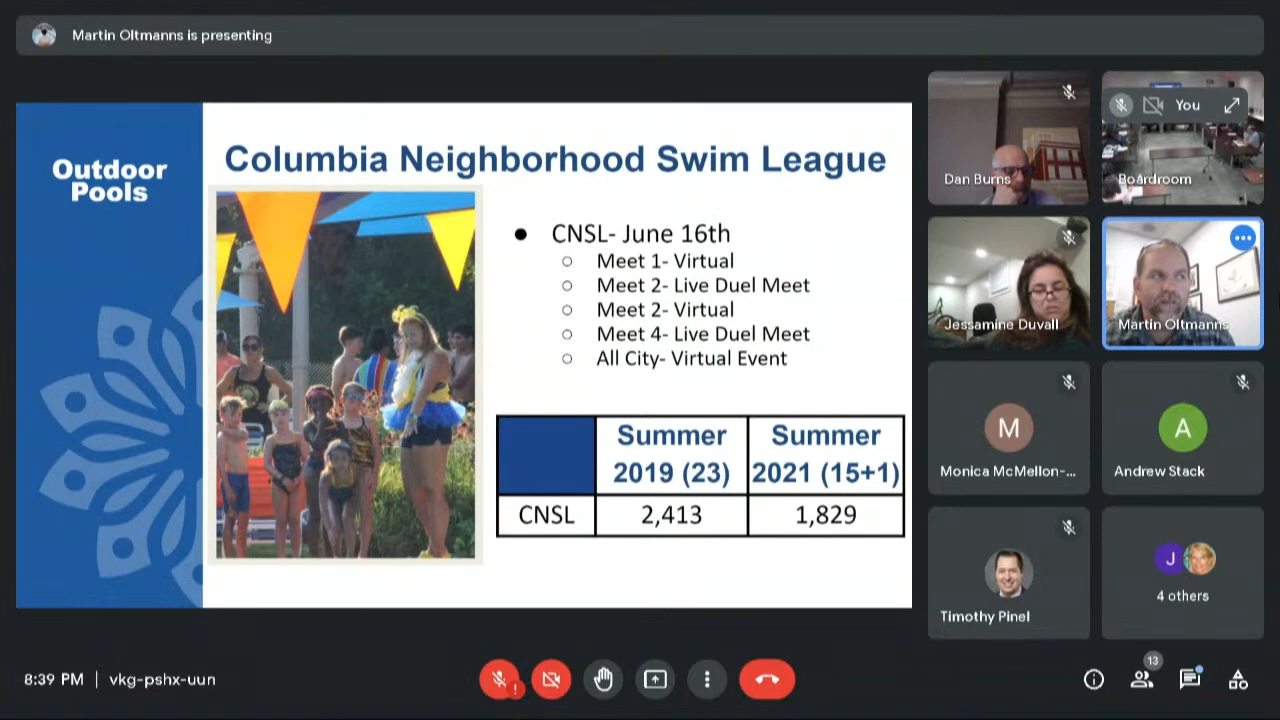 Martin Oltmanns is presenting
Outdoor
Pools
Columbia Neighborhood Swim League
● CNSL- June 16th
○ Meet 1- Virtual
○ Meet 2- Live Duel Meet
○ Meet 2- Virtual
○ Meet 4- Live Duel Meet
○ All City- Virtual Event
Summer
2019 (23)
Summer
2021 (15+1)
CNSL 2,413 1,829
Dan Burns
You
Boardroom
Jessamine Duvall
Martin Oltmanns
M
Monica McMellon-...
A
Andrew Stack
Timothy Pinel
J
4 others
8:39 PM | vkg-pshx-uun
!
13